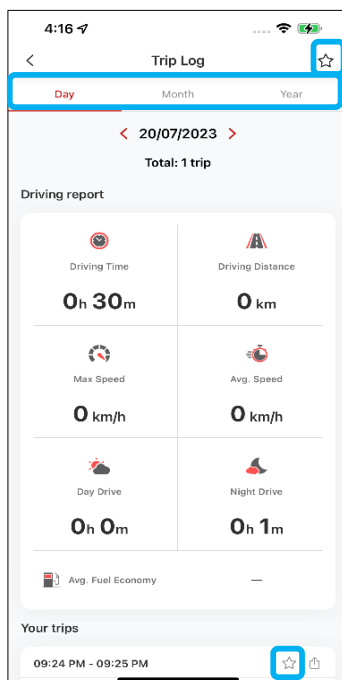 4:16
Trip Log
Day Month Year
20/07/2023
Total: 1 trip
Driving report
Driving Time Driving Distance
0h 30m 0 km
Max Speed Avg. Speed
0 km/h 0 km/h
Day Drive Night Drive
0h 0m 0h 1m
Avg. Fuel Economy —
Your trips
09:24 PM - 09:25 PM